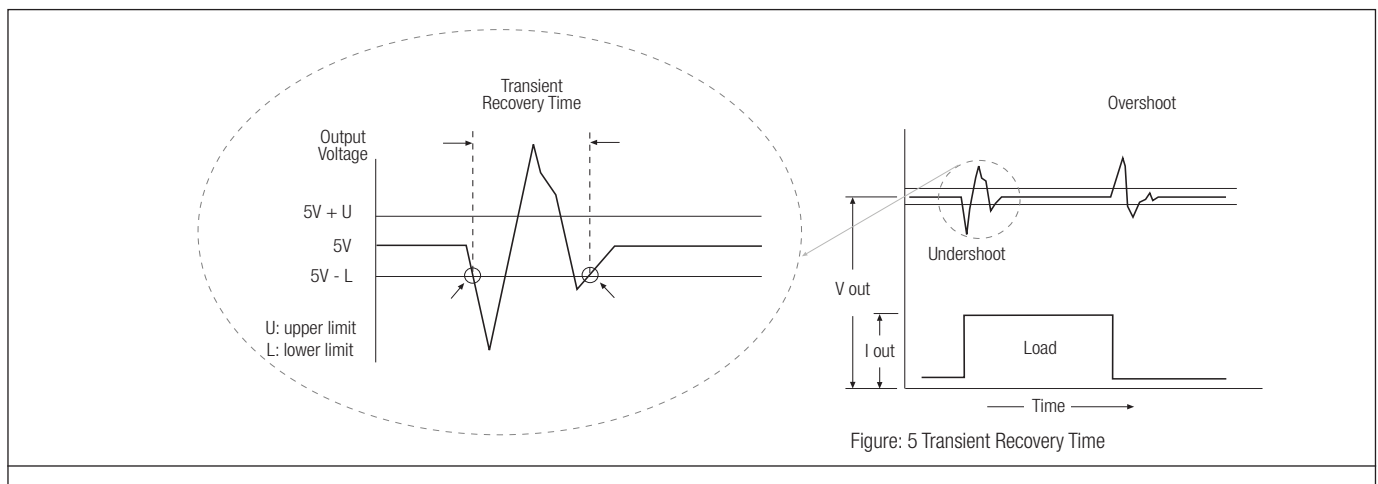 Transient
Recovery Time
Output
Voltage
5V + U
5V
5V - L
U: upper limit
L: lower limit
Overshoot
Undershoot
V out
I out
Load
Time
Figure: 5 Transient Recovery Time